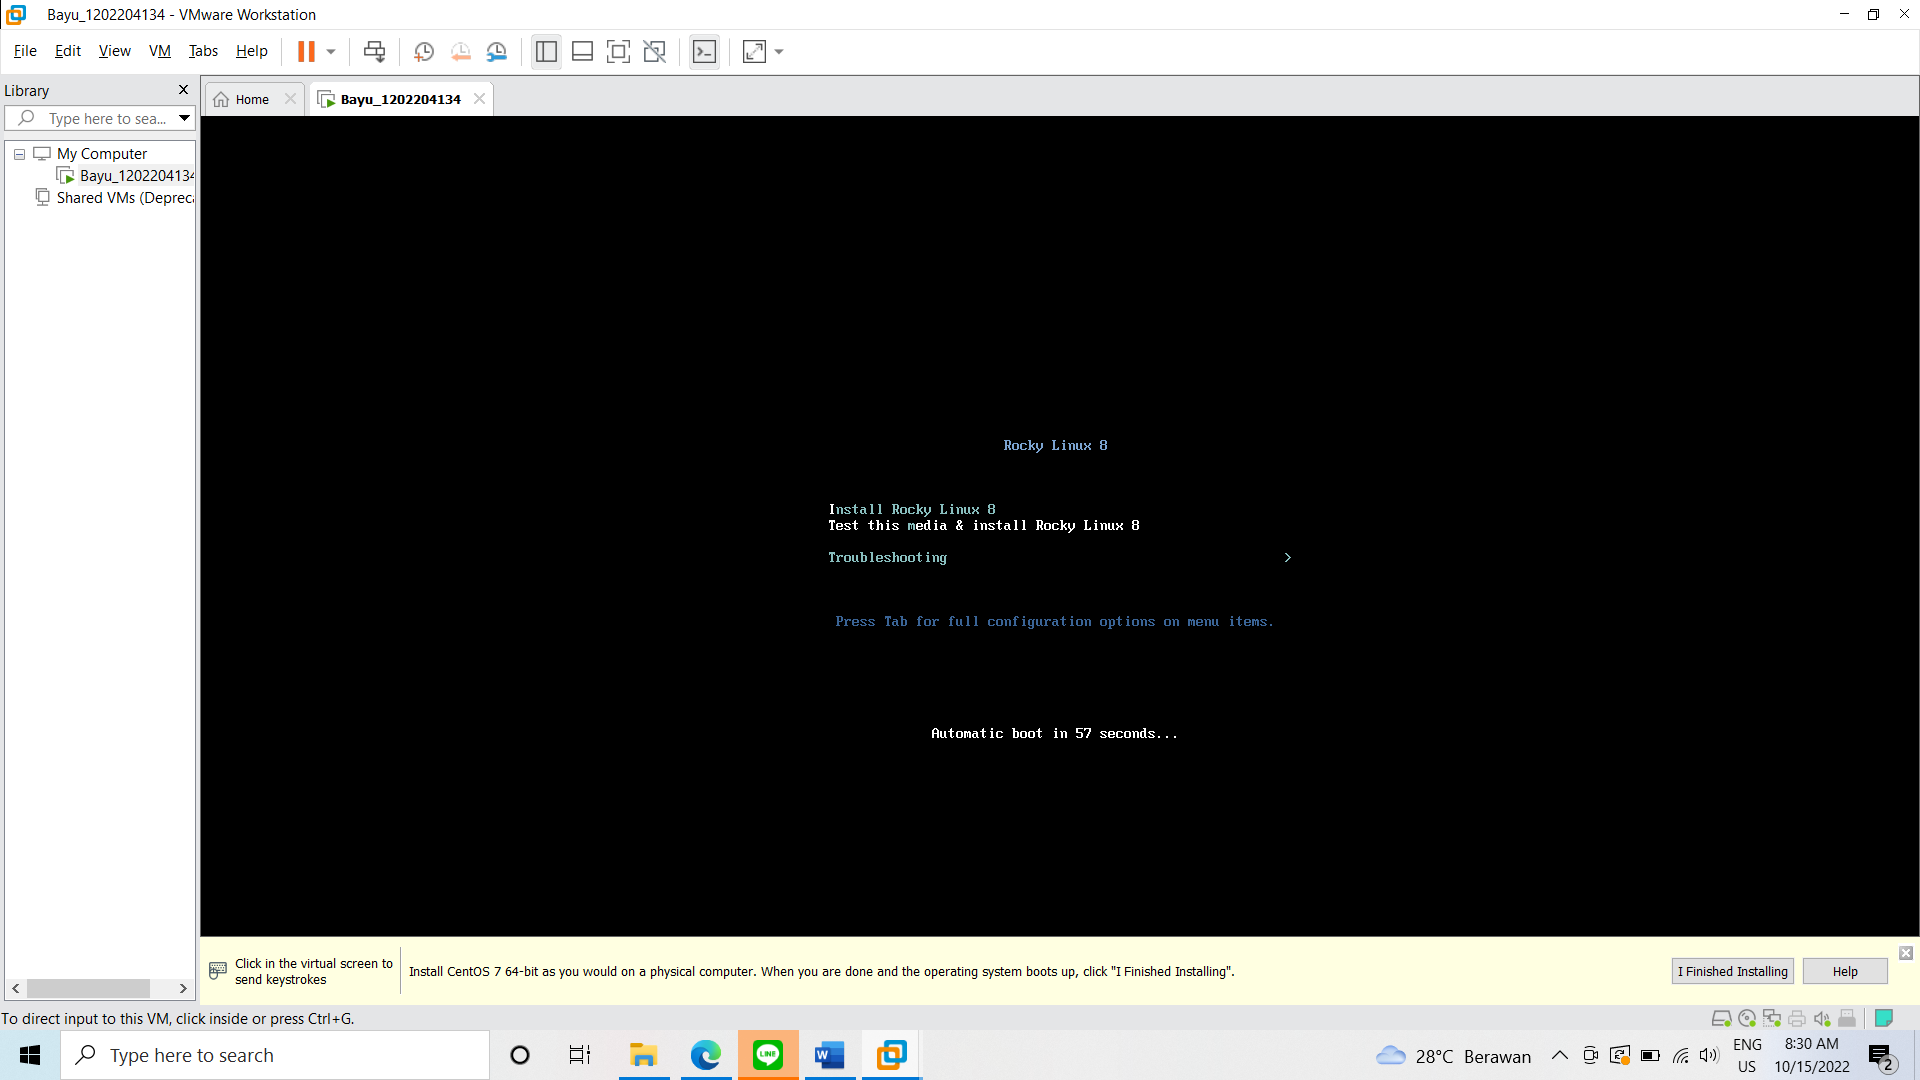 Bayu_1202204134 - VMware Workstation
File Edit View VM Tabs Help
Library
Home
Bayu_1202204134
Type here to sea...
My Computer
Bayu_1202204134
Shared VMs (Depreca
Rocky Linux 8
Install Rocky Linux 8
Test this media & install Rocky Linux 8
Troubleshooting >
Press Tab for full configuration options on menu items.
Automatic boot in 57 seconds...
Click in the virtual screen to
send keystrokes
Install CentOS 7 64-bit as you would on a physical computer. When you are done and the operating system boots up, click "I Finished Installing".
I Finished Installing
Help
To direct input to this VM, click inside or press Ctrl+G.
Type here to search
LINE
W
28°C Berawan
ENG
US
8:30 AM
10/15/2022
2